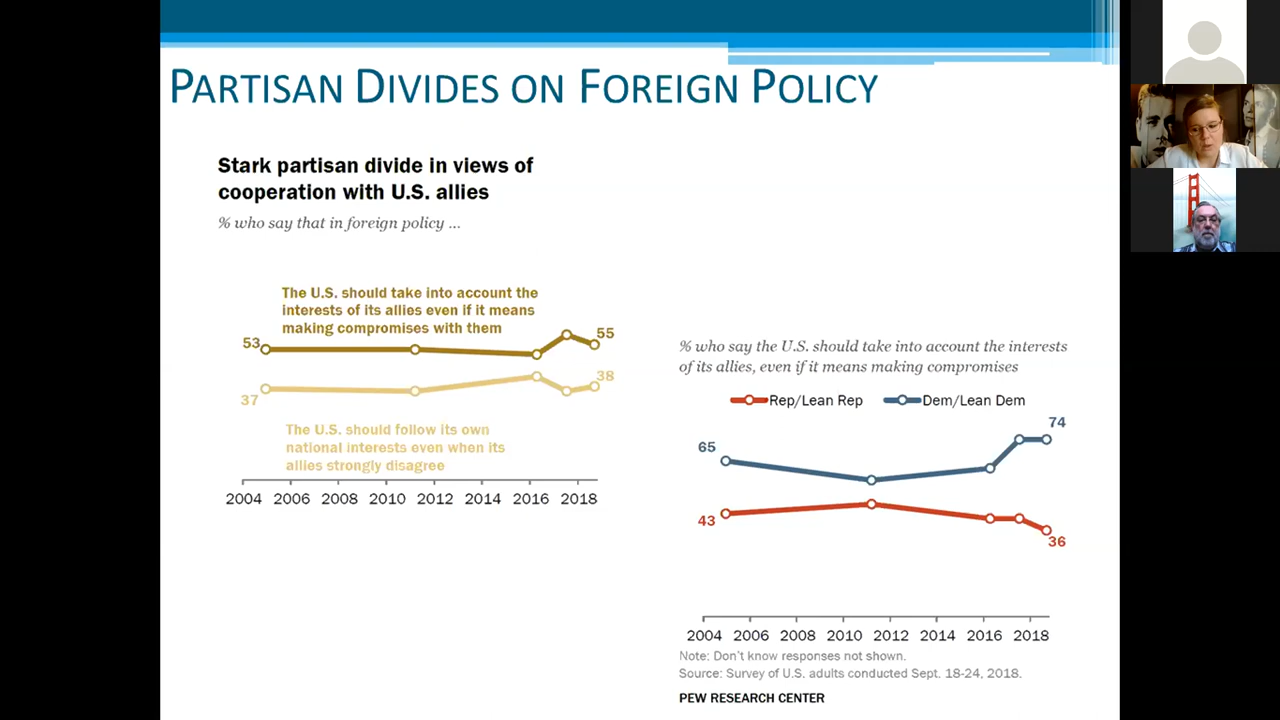 PARTISAN DIVIDES ON FOREIGN POLICY
Stark partisan divide in views of
cooperation with U.S. allies
% who say that in foreign policy ...
The U.S. should take into account the
interests of its allies even if it means
making compromises with them
53
55
37
38
The U.S. should follow its own
national interests even when its
allies strongly disagree
2004 2006 2008 2010 2012 2014 2016 2018
% who say the U.S. should take into account the interests
of its allies, even if it means making compromises
Rep/Lean Rep Dem/Lean Dem
65
74
43
36
2004 2006 2008 2010 2012 2014 2016 2018
Note: Don't know responses not shown.
Source: Survey of U.S. adults conducted Sept. 18-24, 2018.
PEW RESEARCH CENTER